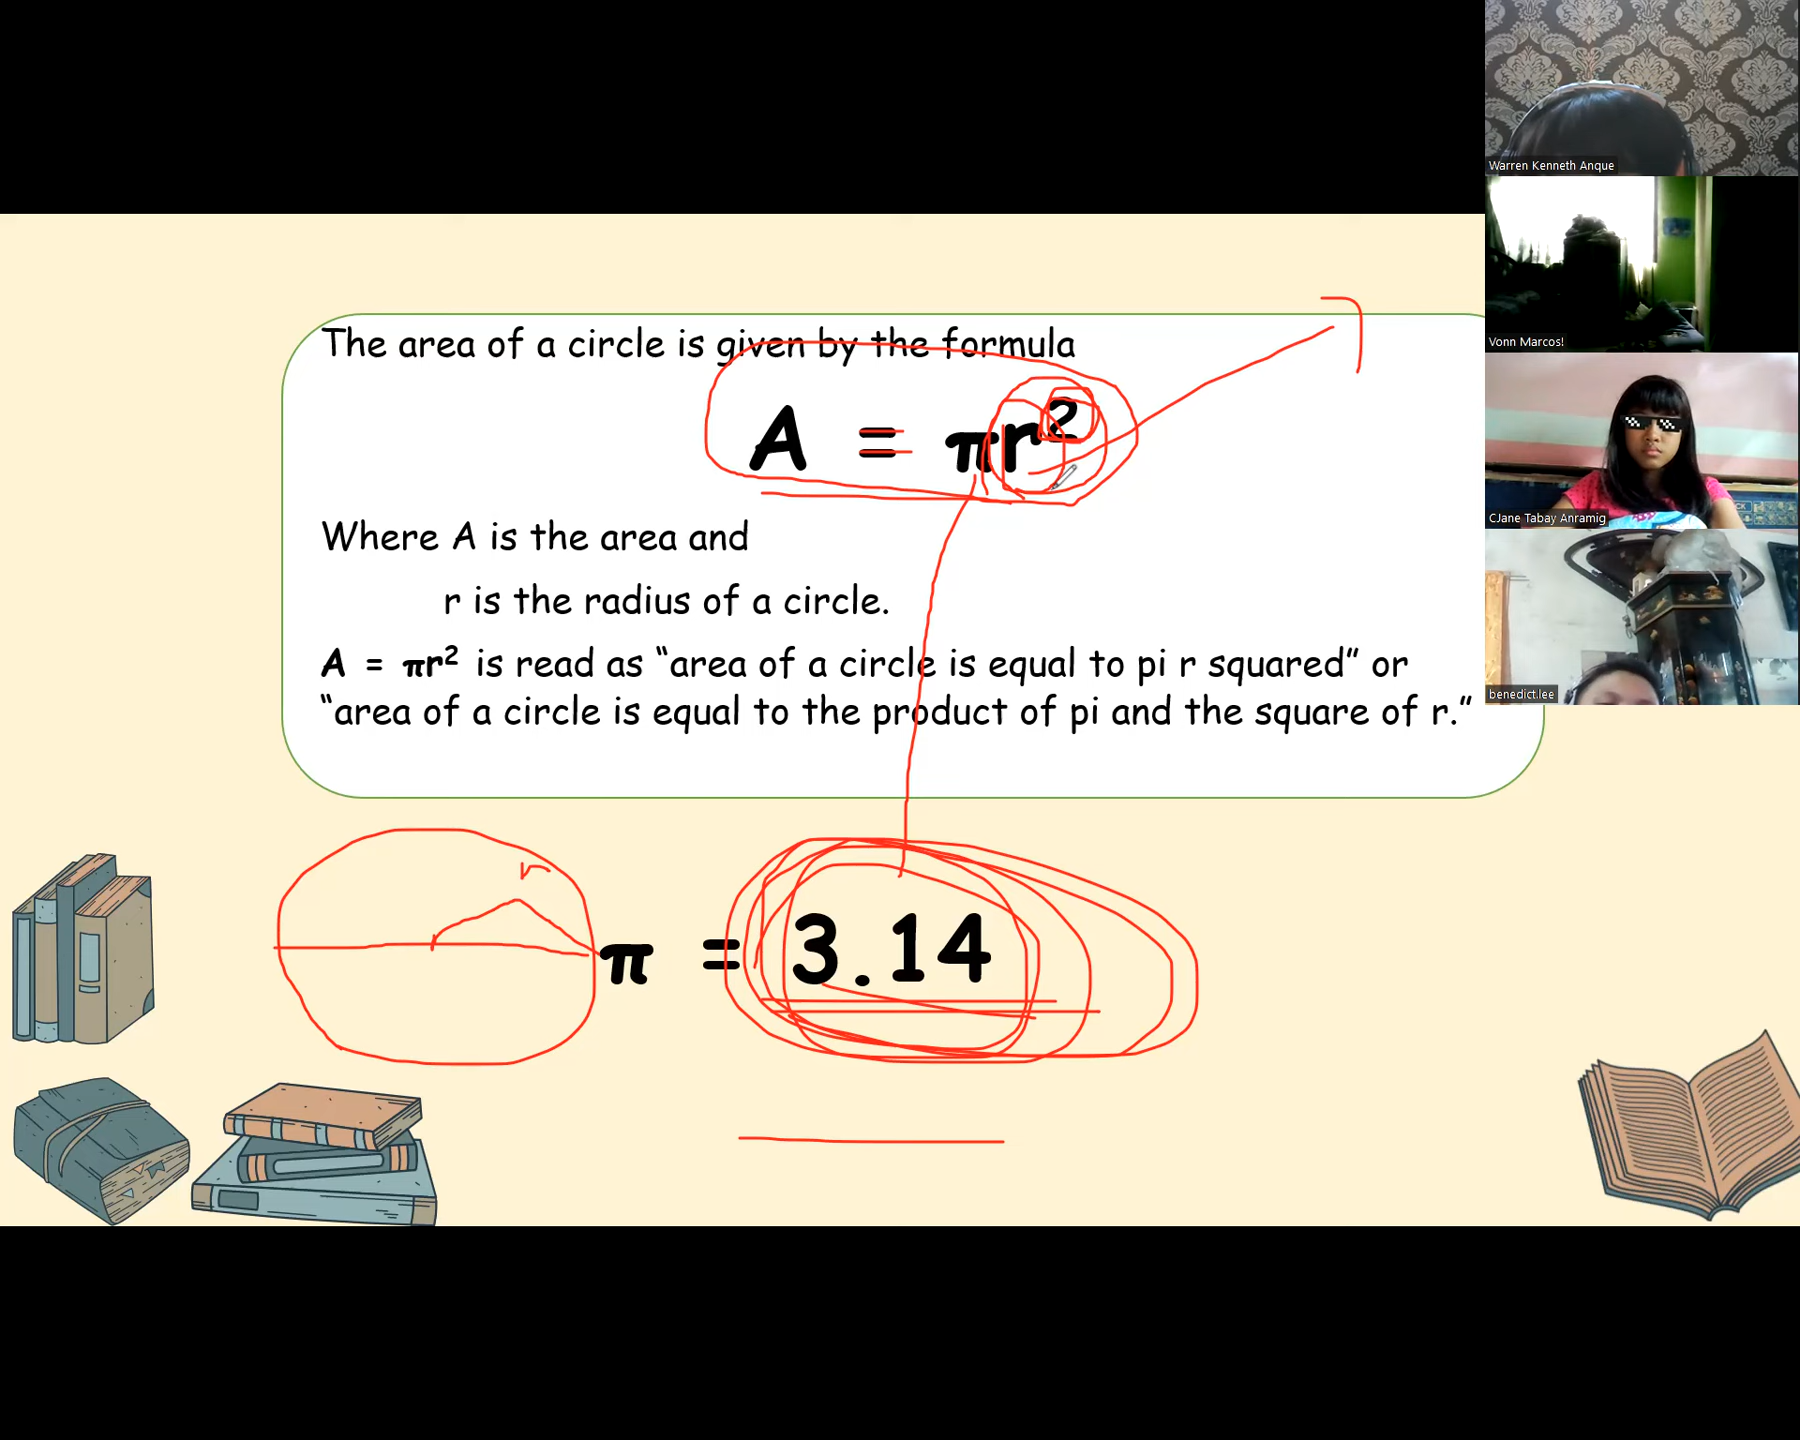 The area of a circle is given by the formula
A = πr²
Where A is the area and
r is the radius of a circle.
A = πr² is read as “area of a circle is equal to pi r squared” or
“area of a circle is equal to the product of pi and the square of r.”
r
π = 3.14
Warren Kenneth Anque
Vonn Marcos!
CJane Tabay Anramig
benedict.lee